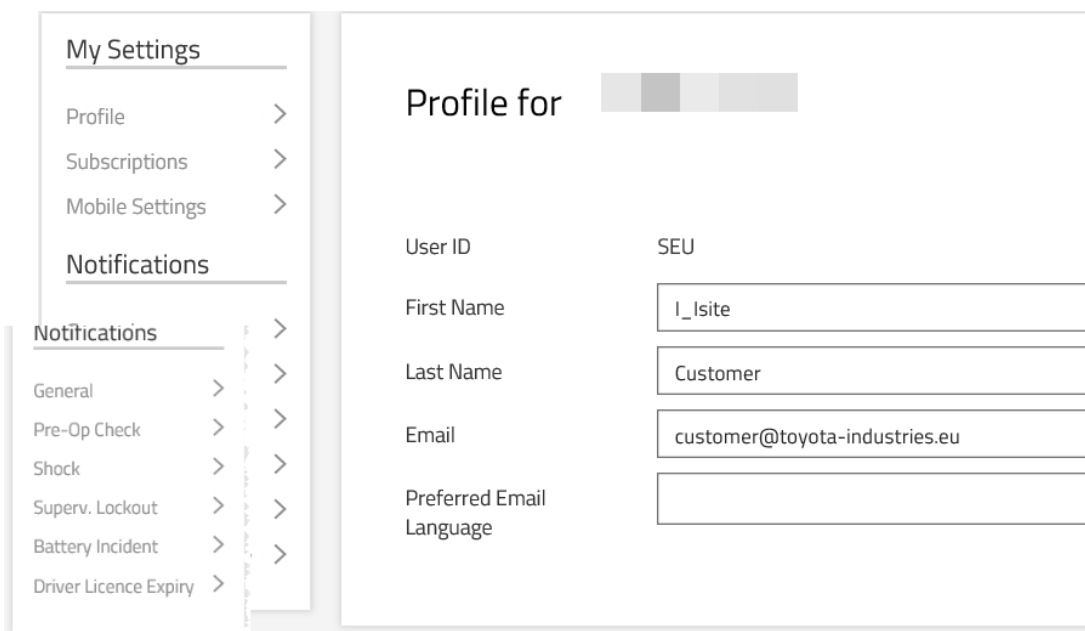 My Settings
Profile
Subscriptions
Mobile Settings
Notifications
Notifications
General
Pre-Op Check
Shock
Superv. Lockout
Battery Incident
Driver Licence Expiry
Profile for
User ID SEU
First Name I_Isite
Last Name Customer
Email customer@toyota-industries.eu
Preferred Email
Language